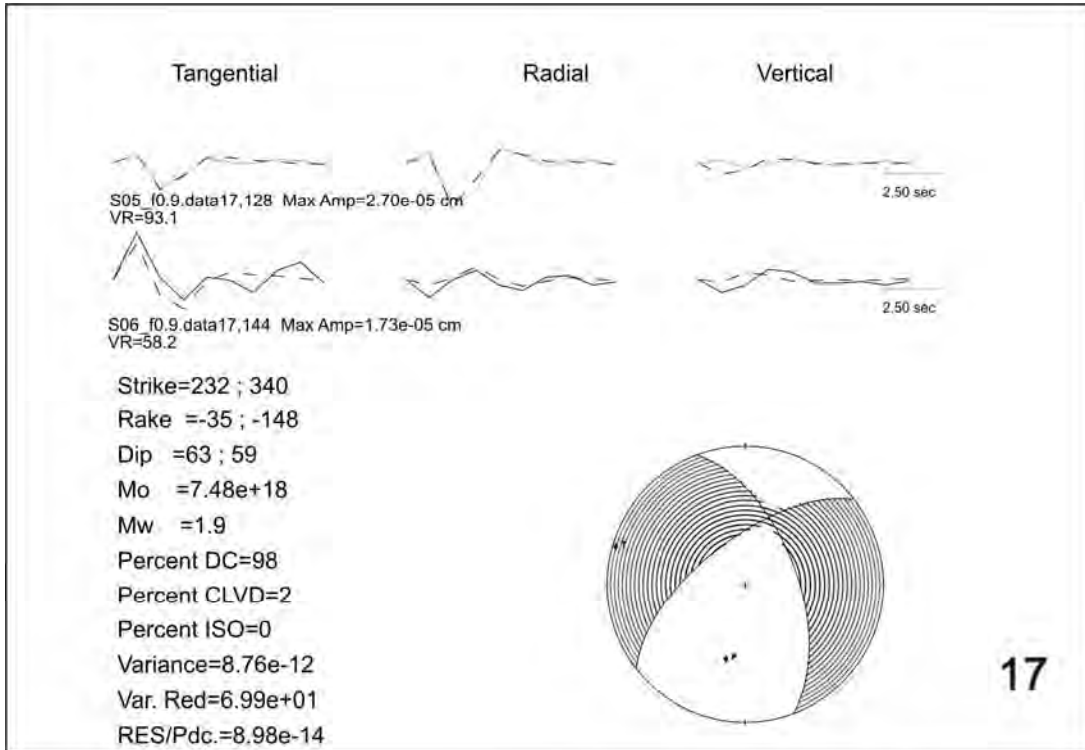 Tangential Radial Vertical
2.50 sec
S05_f0.9.data17,128 Max Amp=2.70e-05 cm
VR=93.1
2.50 sec
S06_f0.9.data17,144 Max Amp=1.73e-05 cm
VR=58.2
Strike=232 ; 340
Rake =-35 ; -148
Dip =63 ; 59
Mo =7.48e+18
Mw =1.9
Percent DC=98
Percent CLVD=2
Percent ISO=0
Variance=8.76e-12
Var. Red=6.99e+01
RES/Pdc.=8.98e-14
17